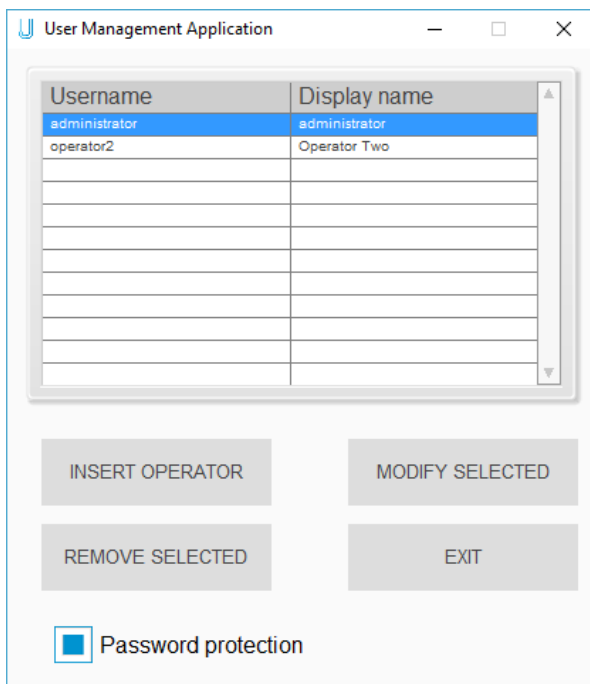 User Management Application
Username Display name
administrator administrator
operator2 Operator Two
INSERT OPERATOR MODIFY SELECTED
REMOVE SELECTED EXIT
Password protection